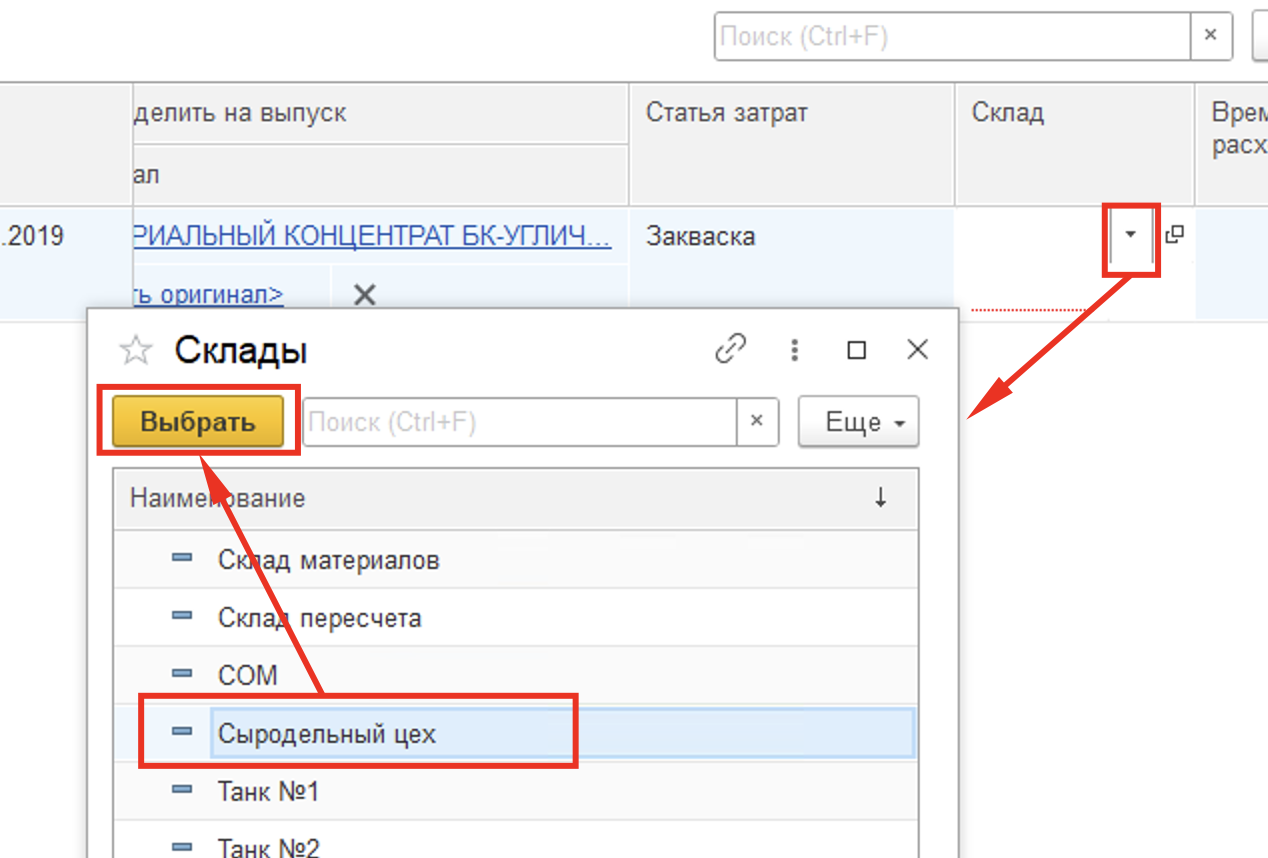 Поиск (Ctrl+F)
делить на выпуск
Статья затрат
Склад
Врем
расх
ал
.2019
РИАЛЬНЫЙ КОНЦЕНТРАТ БК-УГЛИЧ...
Закваска
ть оригинал>
Склады
Выбрать
Поиск (Ctrl+F)
Еще
Наименование
Склад материалов
Склад пересчета
СОМ
Сыродельный цех
Танк №1
Танк №2